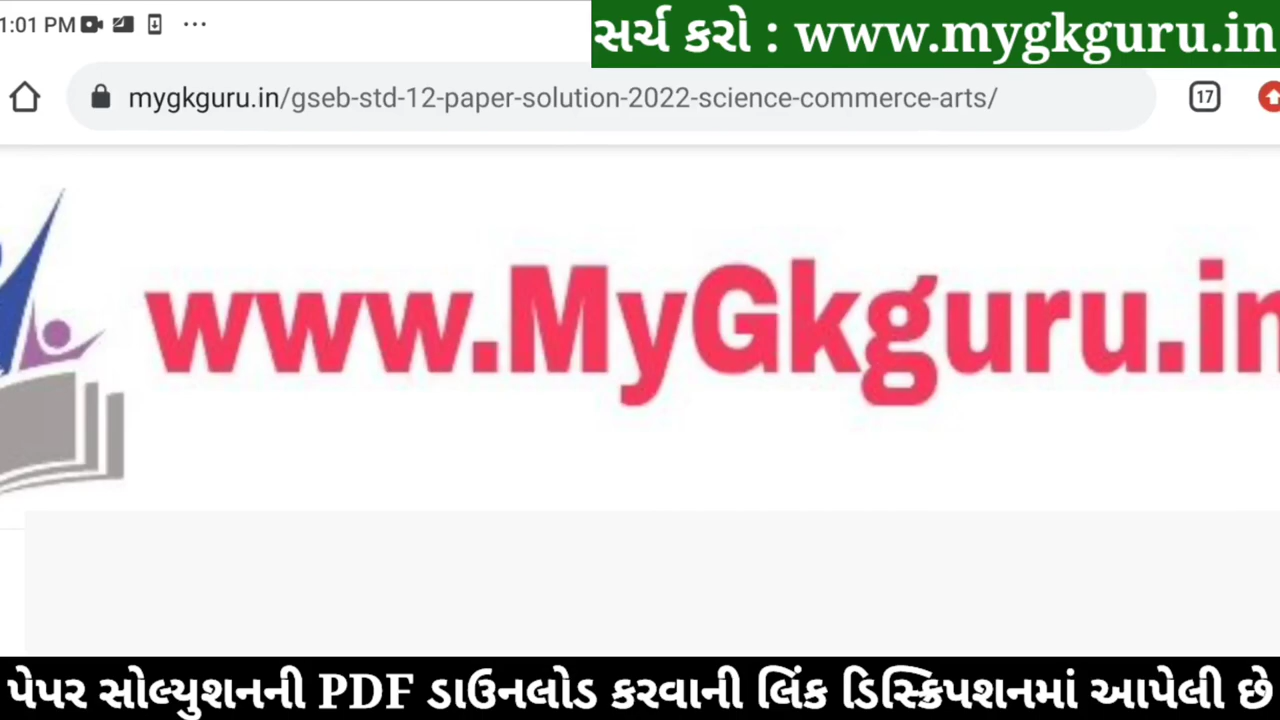 1:01 PM ...
સર્ચ કરો : www.mygkguru.in
mygkguru.in/gseb-std-12-paper-solution-2022-science-commerce-arts/
17
www.MyGkguru.in
પેપર સોલ્યુશનની PDF ડાઉનલોડ કરવાની લિંક ડિસ્ક્રિપશનમાં આપેલી છે